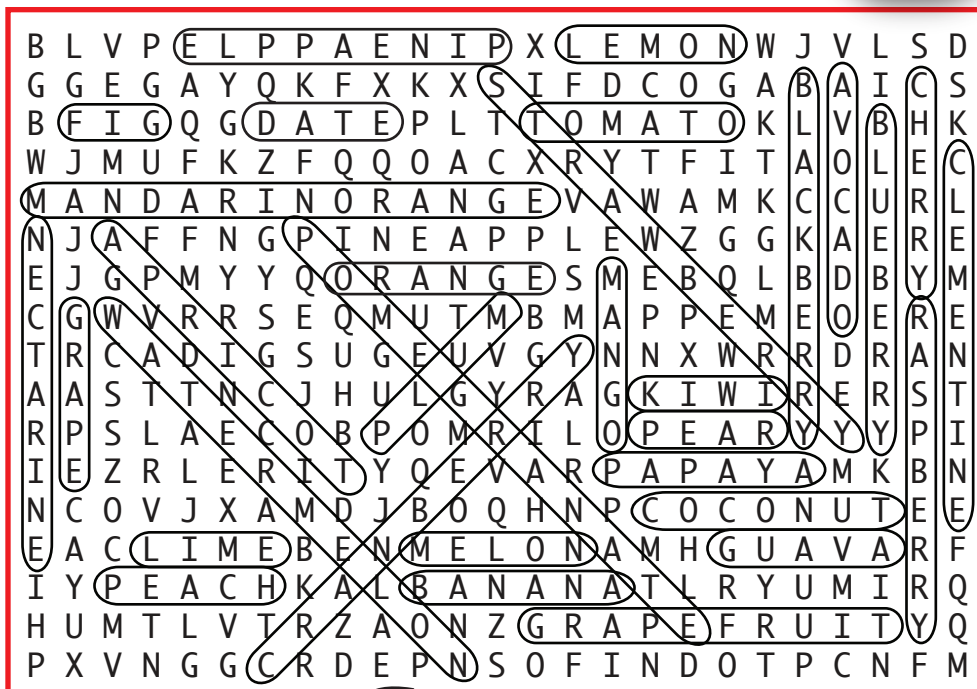 B L V P E L P P A E N I P X L E M O N W J V L S D
G G E G A Y Q K F X K X S I F D C O G A B A I C S
B F I G Q G D A T E P L T T O M A T O K L V B H K
W J M U F K Z F Q Q O A C X R Y T F I T A O L E C
M A N D A R I N O R A N G E V A W A M K C C U R L
N J A F F N G P I N E A P P L E W Z G G K A E R E
E J G P M Y Y Q O R A N G E S M E B Q L B D B Y M
C G W V R R S E Q M U T M B M A P P E M E O E R E
T R C A D I G S U G E U V G Y N N X W R R D R A N
A A S T T N C J H U L G Y R A G K I W I R E R S T
R P S L A E C O B P O M R I L O P E A R Y Y Y P I
I E Z R L E R I T Y Q E V A R P A P A Y A M K B N
N C O V J X A M D J B O Q H N P C O C O N U T E E
E A C L I M E B E N M E L O N A M H G U A V A R F
I Y P E A C H K A L B A N A N A T L R Y U M I R Q
H U M T L V T R Z A O N Z G R A P E F R U I T Y Q
P X V N G G C R D E P N S O F I N D O T P C N F M